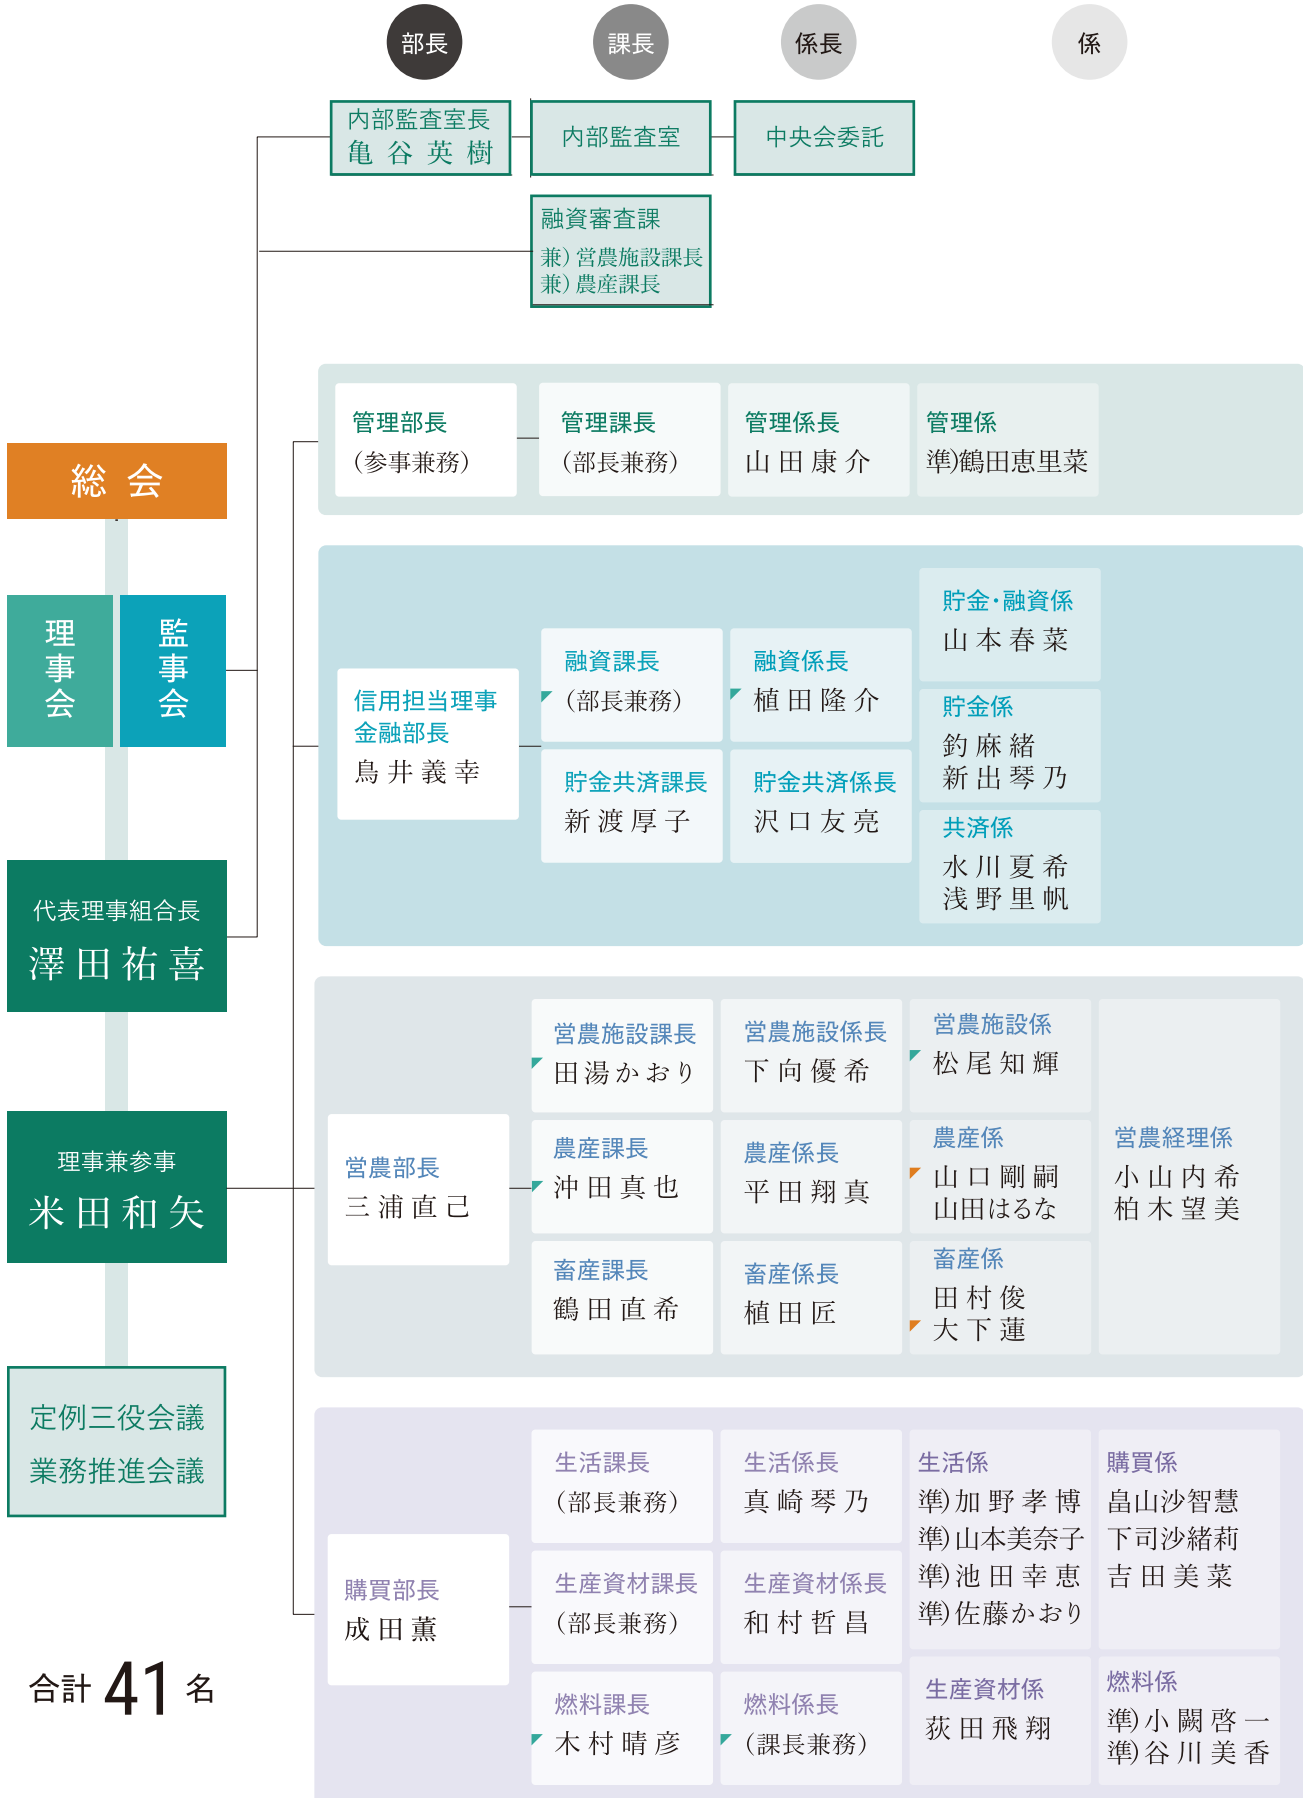 部長
課長
係長
係
内部監査室長
亀谷英樹
内部監査室
中央会委託
融資審査課
兼）営農施設課長
兼）農産課長
総会
理事会
監事会
代表理事組合長
澤田祐喜
理事兼参事
米田和矢
定例三役会議
業務推進会議
合計 41 名
管理部長
（参事兼務）
管理課長
（部長兼務）
管理係長
山田康介
管理係
準)鶴田恵里菜
信用担当理事
金融部長
鳥井義幸
融資課長
（部長兼務）
貯金共済課長
新渡厚子
融資係長
植田隆介
貯金共済係長
沢口友亮
貯金・融資係
山本春菜
貯金係
釣麻緒
新出琴乃
共済係
水川夏希
浅野里帆
営農部長
三浦直己
営農施設課長
田湯かおり
農産課長
沖田真也
畜産課長
鶴田直希
営農施設係長
下向優希
農産係長
平田翔真
畜産係長
植田匠
営農施設係
松尾知輝
農産係
山口剛嗣
山田はるな
畜産係
田村俊
大下蓮
営農経理係
小山内希
柏木望美
購買部長
成田薫
生活課長
（部長兼務）
生産資材課長
（部長兼務）
燃料課長
木村晴彦
生活係長
真崎琴乃
生産資材係長
和村哲昌
燃料係長
（課長兼務）
生活係
準)加野孝博
準)山本美奈子
準)池田幸恵
準)佐藤かおり
生産資材係
荻田飛翔
購買係
畠山沙智慧
下司沙緒莉
吉田美菜
燃料係
準)小闕啓一
準)谷川美香